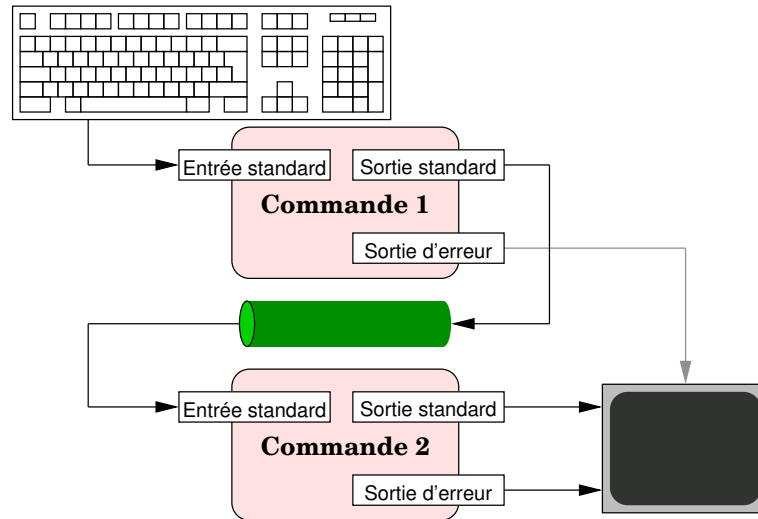 Entrée standard
Sortie standard
Commande 1
Sortie d'erreur
Entrée standard
Sortie standard
Commande 2
Sortie d'erreur